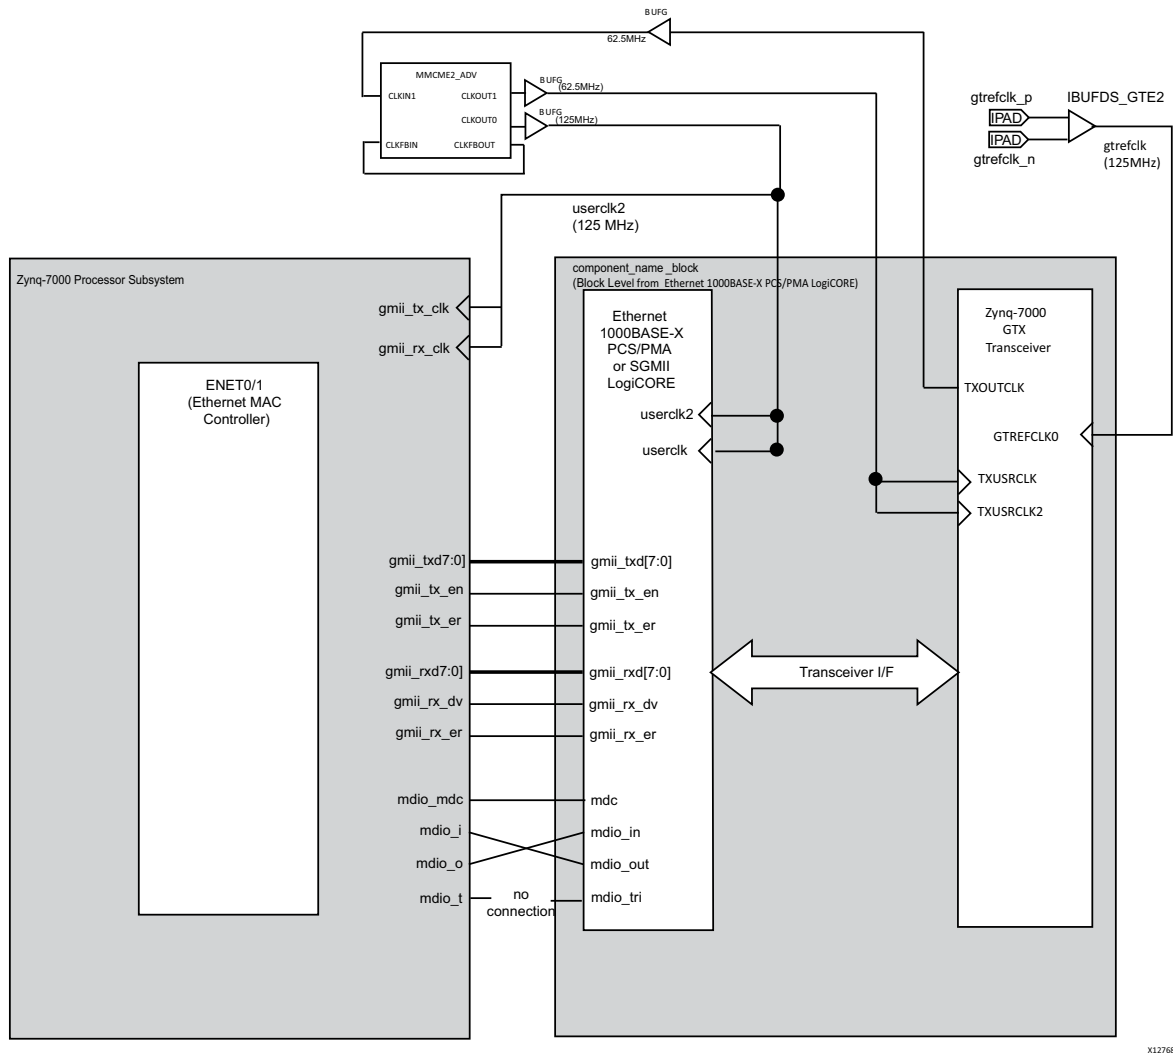 BUFG
62.5MHz
MMCME2_ADV
CLKIN1
CLKOUT1
CLKOUT0
CLKFBIN
CLKFBOUT
BUFG
(62.5MHz)
BUFG
(125MHz)
gtrefclk_p
IBUFDS_GTE2
IPAD
IPAD
gtrefclk_n
gtrefclk
(125MHz)
userclk2
(125 MHz)
Zynq-7000 Processor Subsystem
gmii_tx_clk
gmii_rx_clk
ENET0/1
(Ethernet MAC
Controller)
component_name _block
(Block Level from Ethernet 1000BASE-X PCS/PMA LogiCORE)
Ethernet
1000BASE-X
PCS/PMA
or SGMII
LogiCORE
userclk2
userclk
Zynq-7000
GTX
Transceiver
TXOUTCLK
GTREFCLK0
TXUSRCLK
TXUSRCLK2
gmii_txd7:0]
gmii_txd[7:0]
gmii_tx_en
gmii_tx_en
gmii_tx_er
gmii_tx_er
gmii_rxd7:0]
gmii_rxd[7:0]
gmii_rx_dv
gmii_rx_dv
gmii_rx_er
gmii_rx_er
Transceiver I/F
mdio_mdc
mdc
mdio_i
mdio_in
mdio_o
mdio_out
mdio_t
no
connection
mdio_tri
X12768